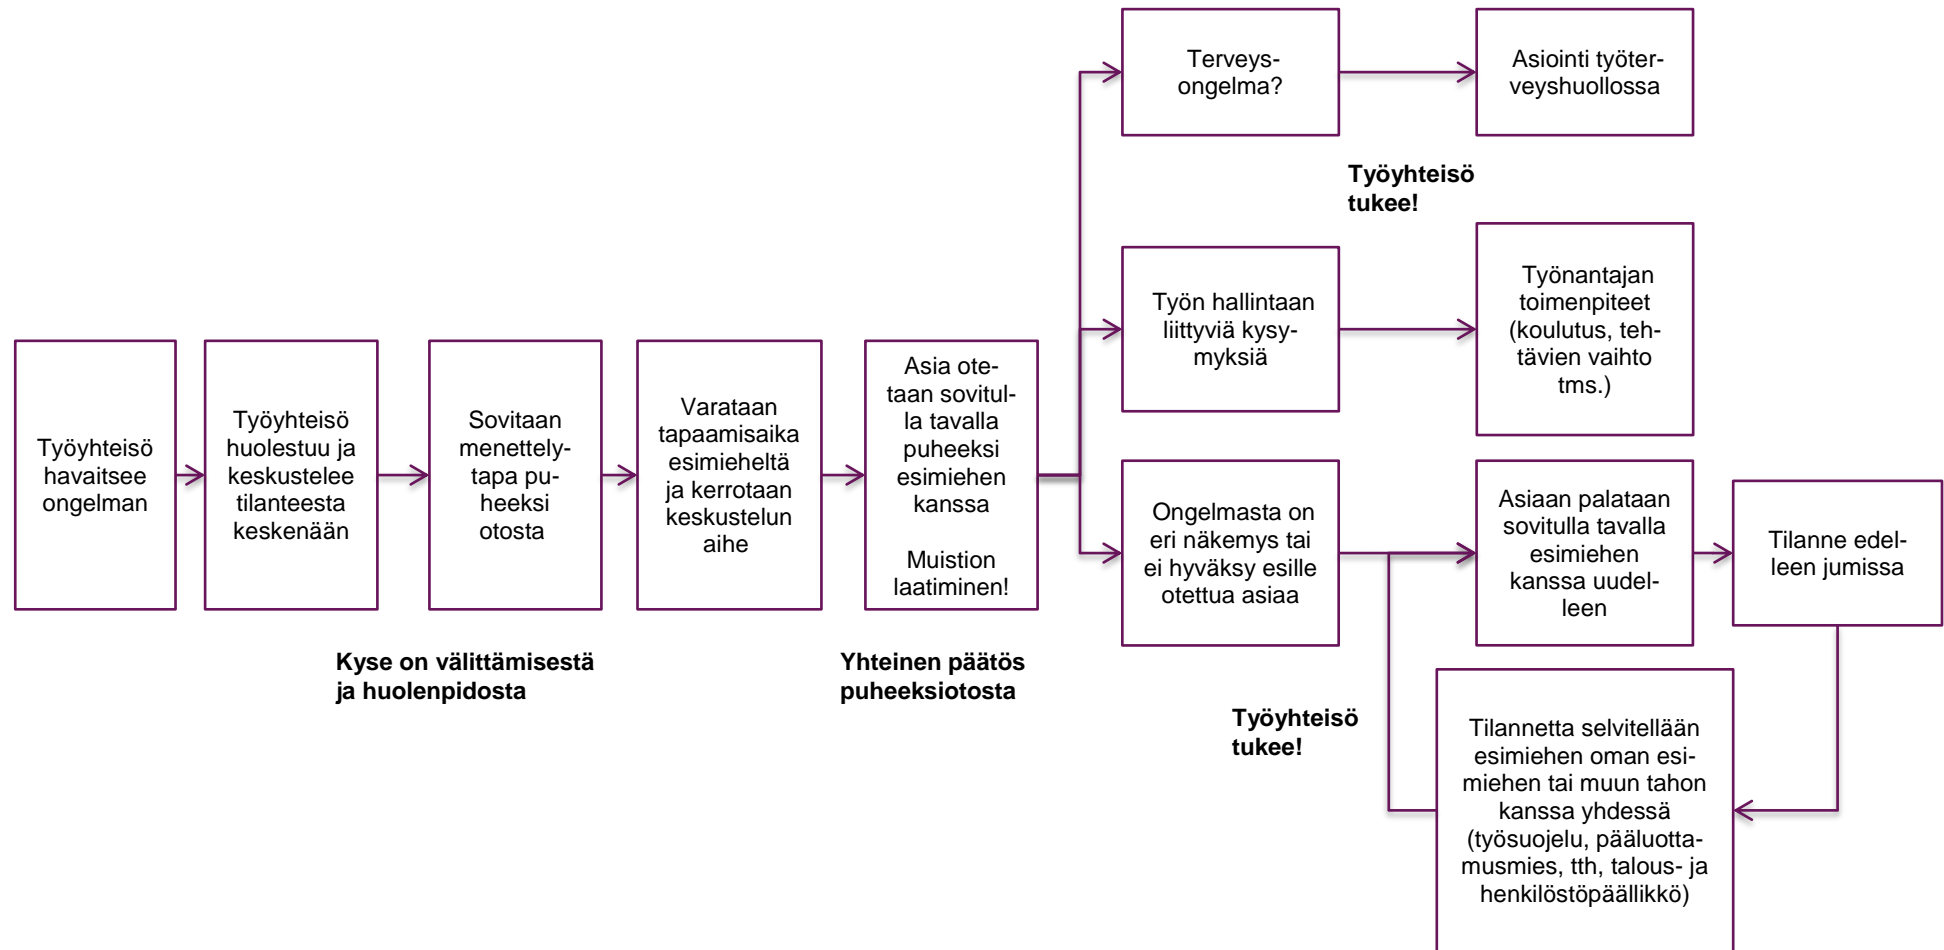 Työyhteisö
havaitsee
ongelman
Työyhteisö
huolestuu ja
keskustelee
tilanteesta
keskenään
Sovitaan
menettely-
tapa pu-
heeksi
otosta
Varataan
tapaamisaika
esimieheltä
ja kerrotaan
keskustelun
aihe
Asia ote-
taan sovitul-
la tavalla
puheeksi
esimiehen
kanssa
Muistion
laatiminen!
Kyse on välittämisestä
ja huolenpidosta
Yhteinen päätös
puheeksiotosta
Terveys-
ongelma?
Asiointi työter-
veyshuollossa
Työyhteisö
tukee!
Työn hallintaan
liittyviä kysy-
myksiä
Työnantajan
toimenpiteet
(koulutus, teh-
tävien vaihto
tms.)
Ongelmasta on
eri näkemys tai
ei hyväksy esille
otettua asiaa
Asiaan palataan
sovitulla tavalla
esimiehen
kanssa uudel-
leen
Tilanne edel-
leen jumissa
Työyhteisö
tukee!
Tilannetta selvitellään
esimiehen oman esi-
miehen tai muun tahon
kanssa yhdessä
(työsuojelu, pääluotta-
musmies, tth, talous- ja
henkilöstöpäällikkö)